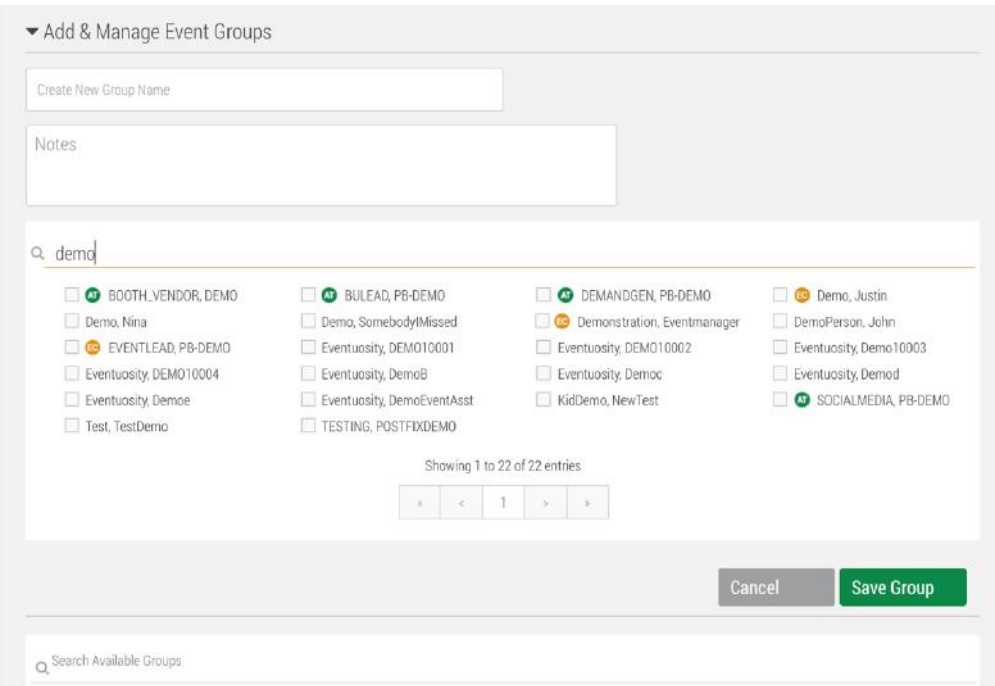 Add & Manage Event Groups
Create New Group Name
Notes
demo
AT BOOTH_VENDOR, DEMO AT BULEAD, PB-DEMO AT DEMANDGEN, PB-DEMO EC Demo, Justin
Demo, Nina Demo, SomebodyIMissed EC Demonstration, Eventmanager DemoPerson, John
EC EVENTLEAD, PB-DEMO Eventuosity, DEMO10001 Eventuosity, DEMO10002 Eventuosity, Demo10003
Eventuosity, DEMO10004 Eventuosity, DemoB Eventuosity, Democ Eventuosity, Demod
Eventuosity, Demoe Eventuosity, DemoEventAsst KidDemo, NewTest AT SOCIALMEDIA, PB-DEMO
Test, TestDemo TESTING, POSTFIXDEMO
Showing 1 to 22 of 22 entries
« < 1 > »
Cancel Save Group
Search Available Groups